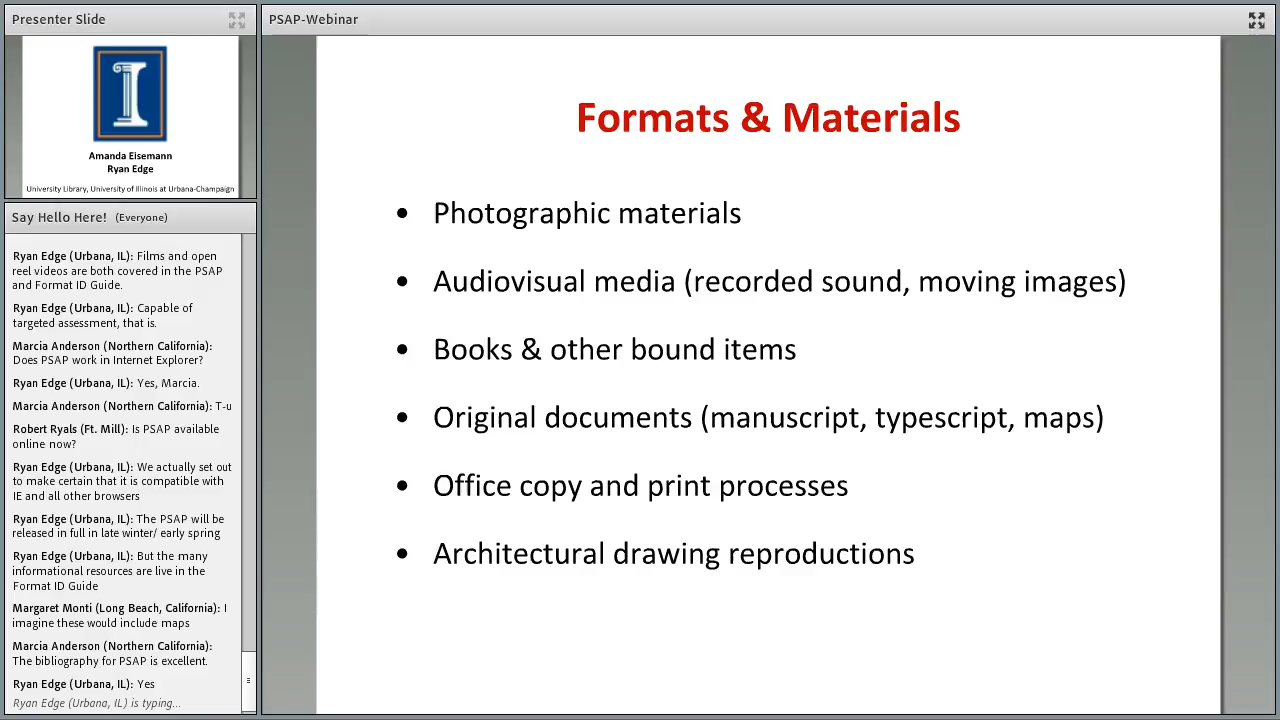 Presenter Slide
Amanda Eisemann
Ryan Edge
University Library, University of Illinois at Urbana-Champaign
Say Hello Here! (Everyone)
Ryan Edge (Urbana, IL): Films and open
reel videos are both covered in the PSAP
and Format ID Guide.
Ryan Edge (Urbana, IL): Capable of
targeted assessment, that is.
Marcia Anderson (Northern California):
Does PSAP work in Internet Explorer?
Ryan Edge (Urbana, IL): Yes, Marcia.
Marcia Anderson (Northern California): T-u
Robert Ryals (Ft. Mill): Is PSAP available
online now?
Ryan Edge (Urbana, IL): We actually set out
to make certain that it is compatible with
IE and all other browsers
Ryan Edge (Urbana, IL): The PSAP will be
released in full in late winter/ early spring
Ryan Edge (Urbana, IL): But the many
informational resources are live in the
Format ID Guide
Margaret Monti (Long Beach, California): I
imagine these would include maps
Marcia Anderson (Northern California):
The bibliography for PSAP is excellent.
Ryan Edge (Urbana, IL): Yes
Ryan Edge (Urbana, IL) is typing...
PSAP-Webinar
Formats & Materials
• Photographic materials
• Audiovisual media (recorded sound, moving images)
• Books & other bound items
• Original documents (manuscript, typescript, maps)
• Office copy and print processes
• Architectural drawing reproductions